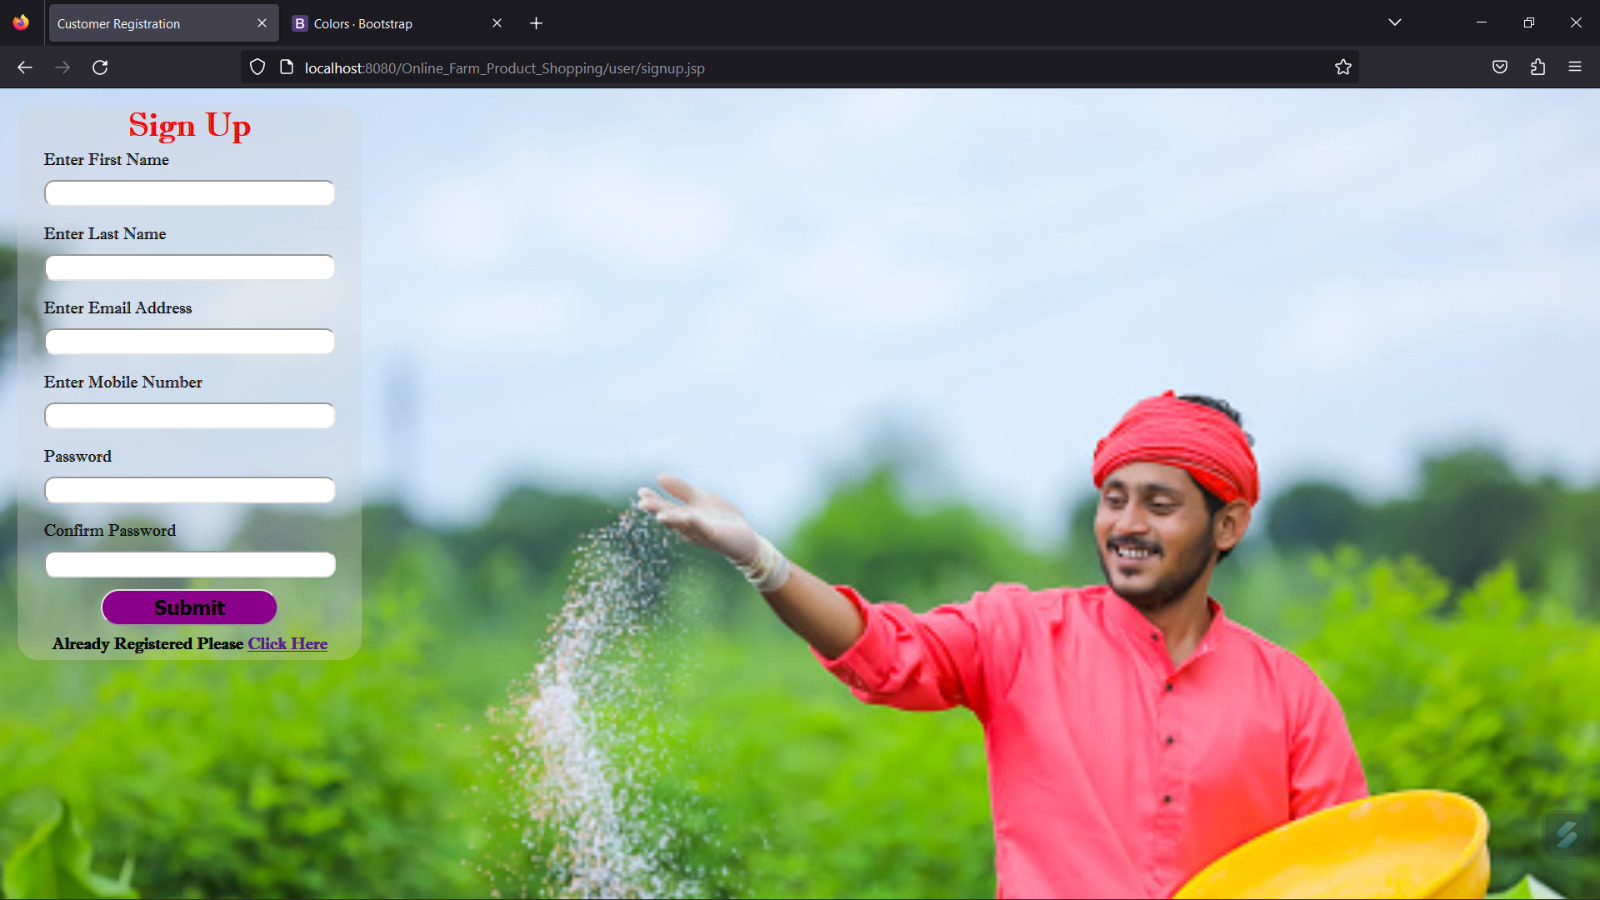 Customer Registration
B Colors · Bootstrap
localhost:8080/Online_Farm_Product_Shopping/user/signup.jsp
Sign Up
Enter First Name
Enter Last Name
Enter Email Address
Enter Mobile Number
Password
Confirm Password
Submit
Already Registered Please Click Here